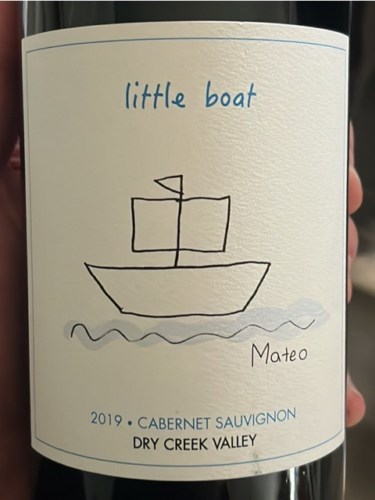 little boat
Mateo
2019 • CABERNET SAUVIGNON
DRY CREEK VALLEY